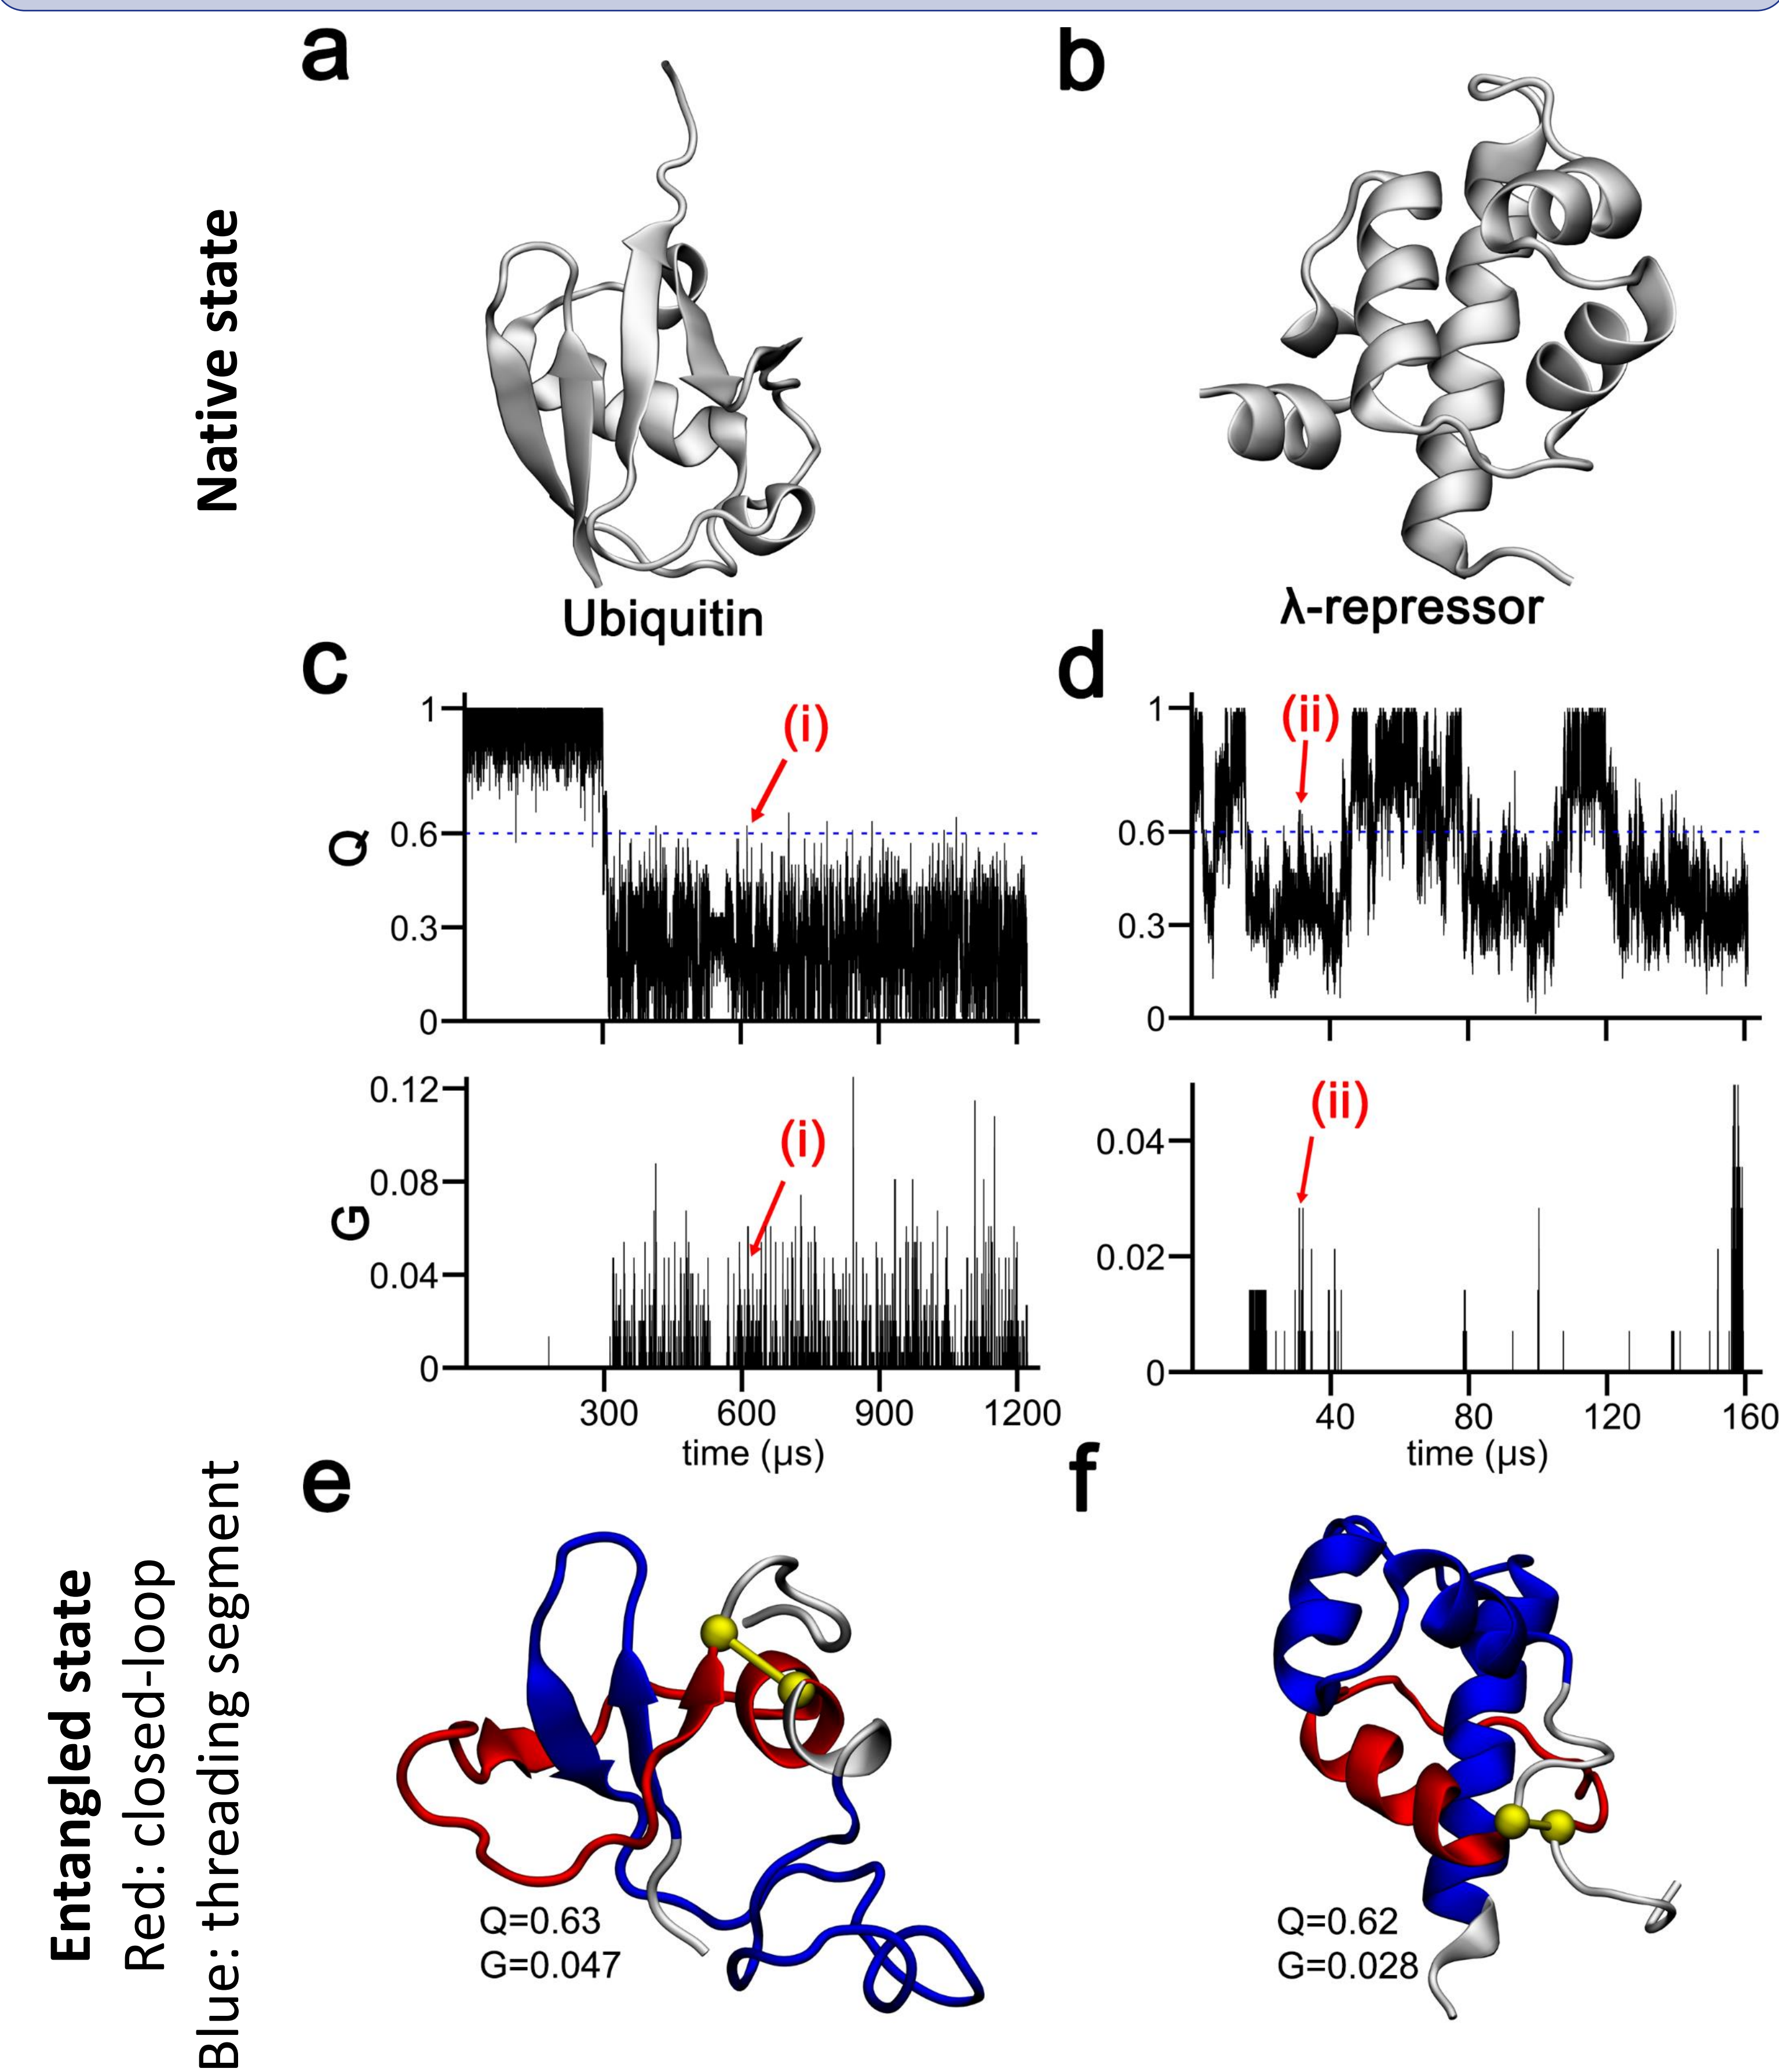 a
b
Native state
Ubiquitin
λ-repressor
c
d
1
0.6
0.3
0
Q
(i)
1
0.6
0.3
0
(ii)
0.12
0.08
0.04
0
G
(i)
300
600
900
1200
time (µs)
0.04
0.02
0
(ii)
40
80
120
160
time (µs)
e
f
Entangled state
Red: closed-loop
Blue: threading segment
Q=0.63
G=0.047
Q=0.62
G=0.028